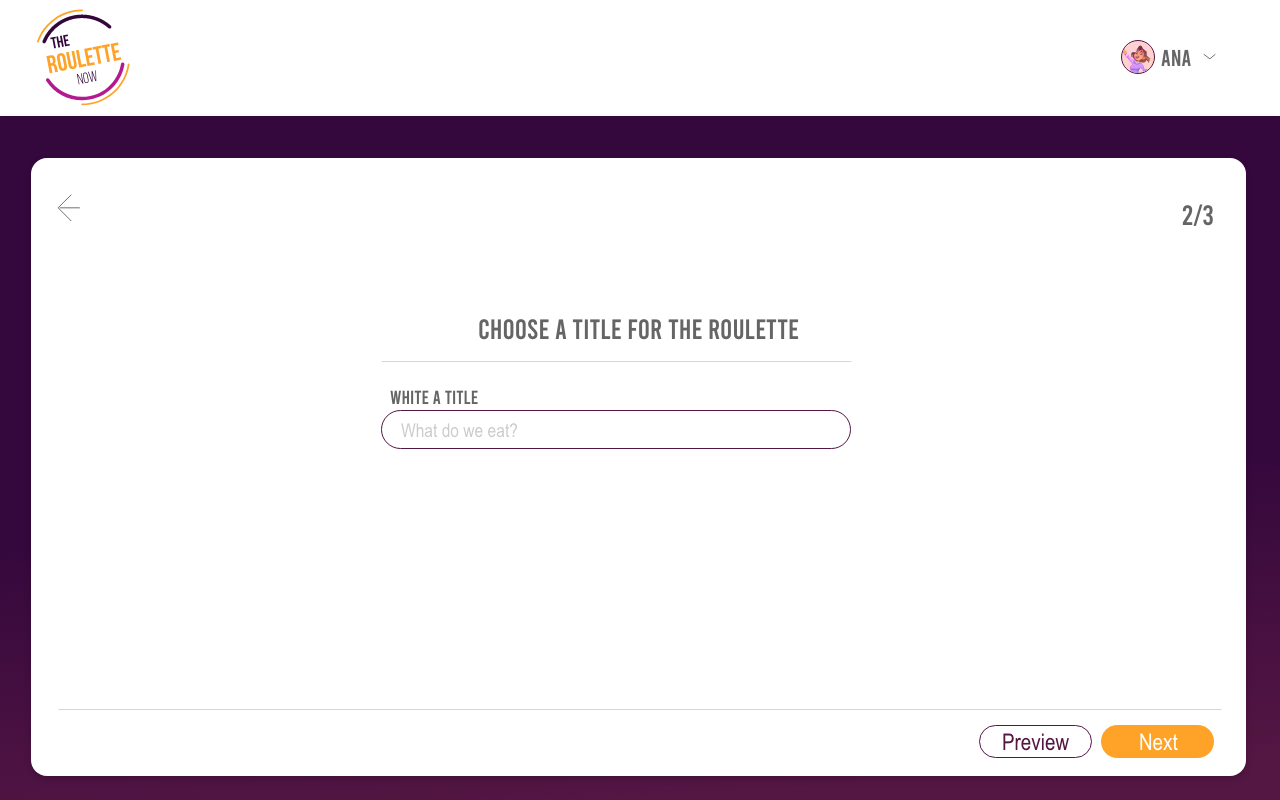 THE
ROULETTE
NOW
ANA
2/3
CHOOSE A TITLE FOR THE ROULETTE
WHITE A TITLE
What do we eat?
Preview
Next